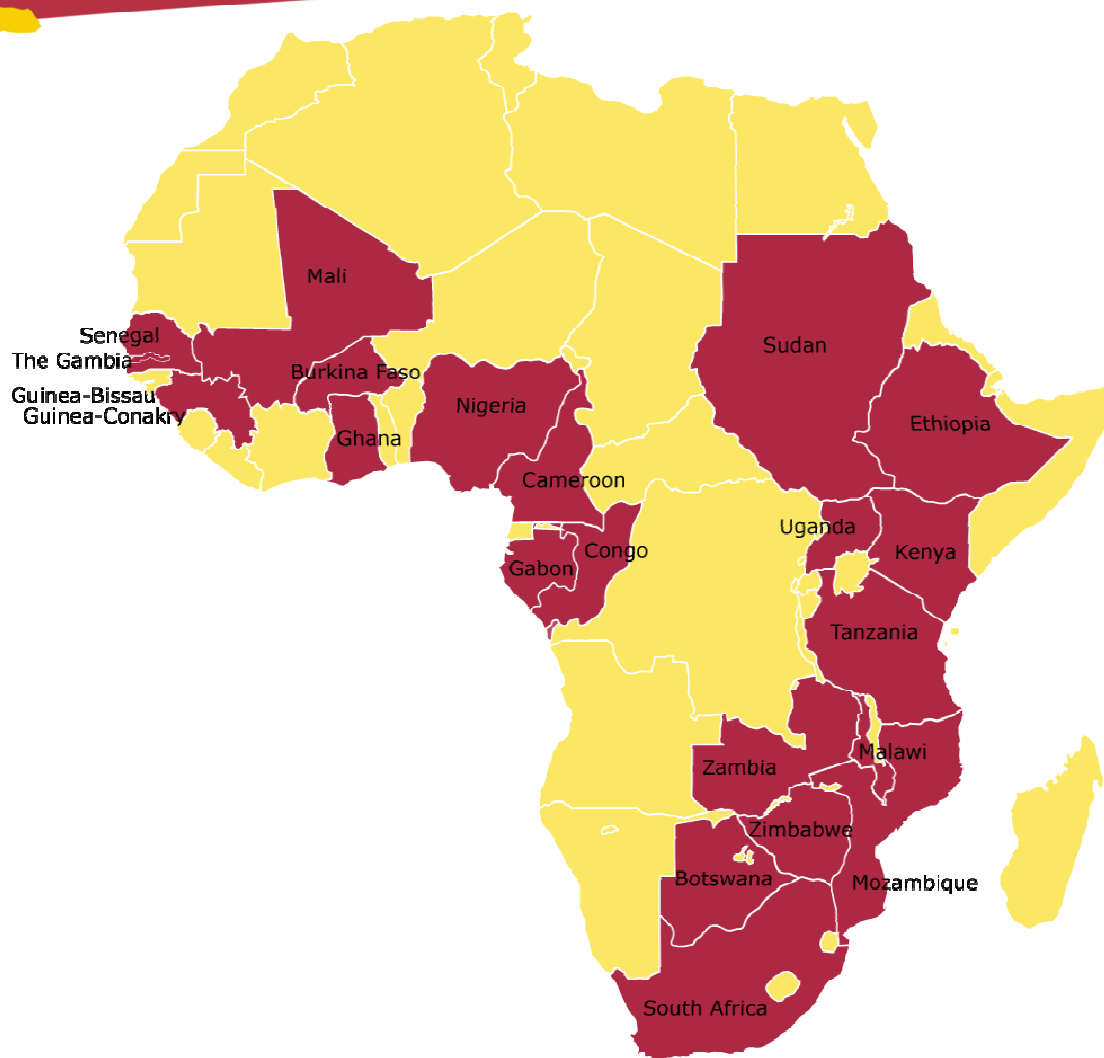 Mali
Senegal
Sudan
The Gambia
Burkina Faso
Guinea-Bissau
Nigeria
Guinea-Conakry
Ethiopia
Ghana
Cameroon
Uganda
Congo
Kenya
Gabon
Tanzania
Malawi
Zambia
Zimbabwe
Botswana
Mozambique
South Africa